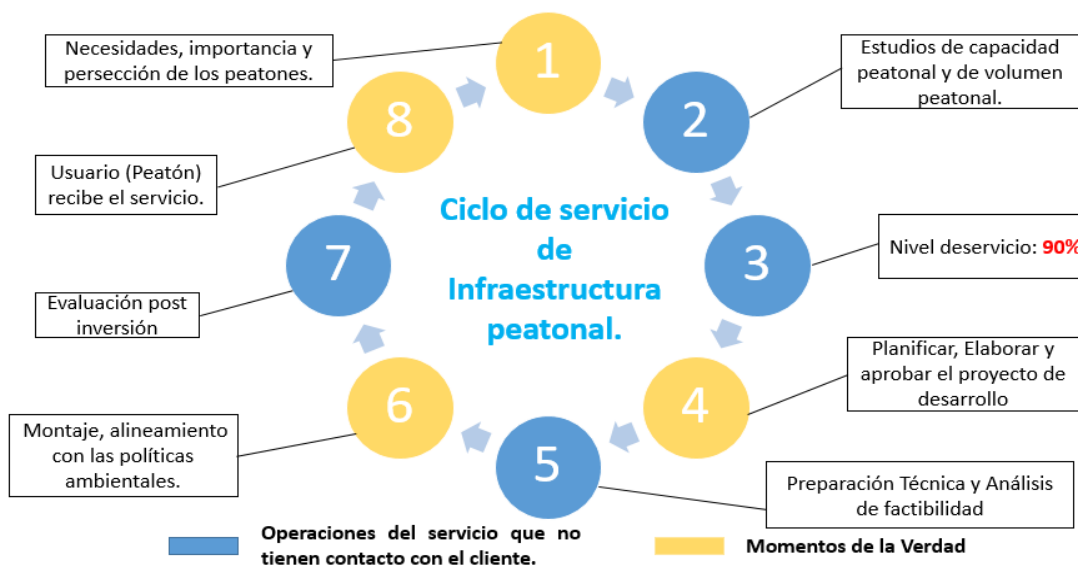 Necesidades, importancia y
persección de los peatones.
1
Estudios de capacidad
peatonal y de volumen
peatonal.
2
8
Usuario (Peatón)
recibe el servicio.
Ciclo de servicio
de
Infraestructura
peatonal.
7
3
Nivel deservicio: 90%
Evaluación post
inversión
Planificar, Elaborar y
aprobar el proyecto de
desarrollo
6
4
Montaje, alineamiento
con las políticas
ambientales.
5
Preparación Técnica y Análisis
de factibilidad
Operaciones del servicio que no
tienen contacto con el cliente.
Momentos de la Verdad